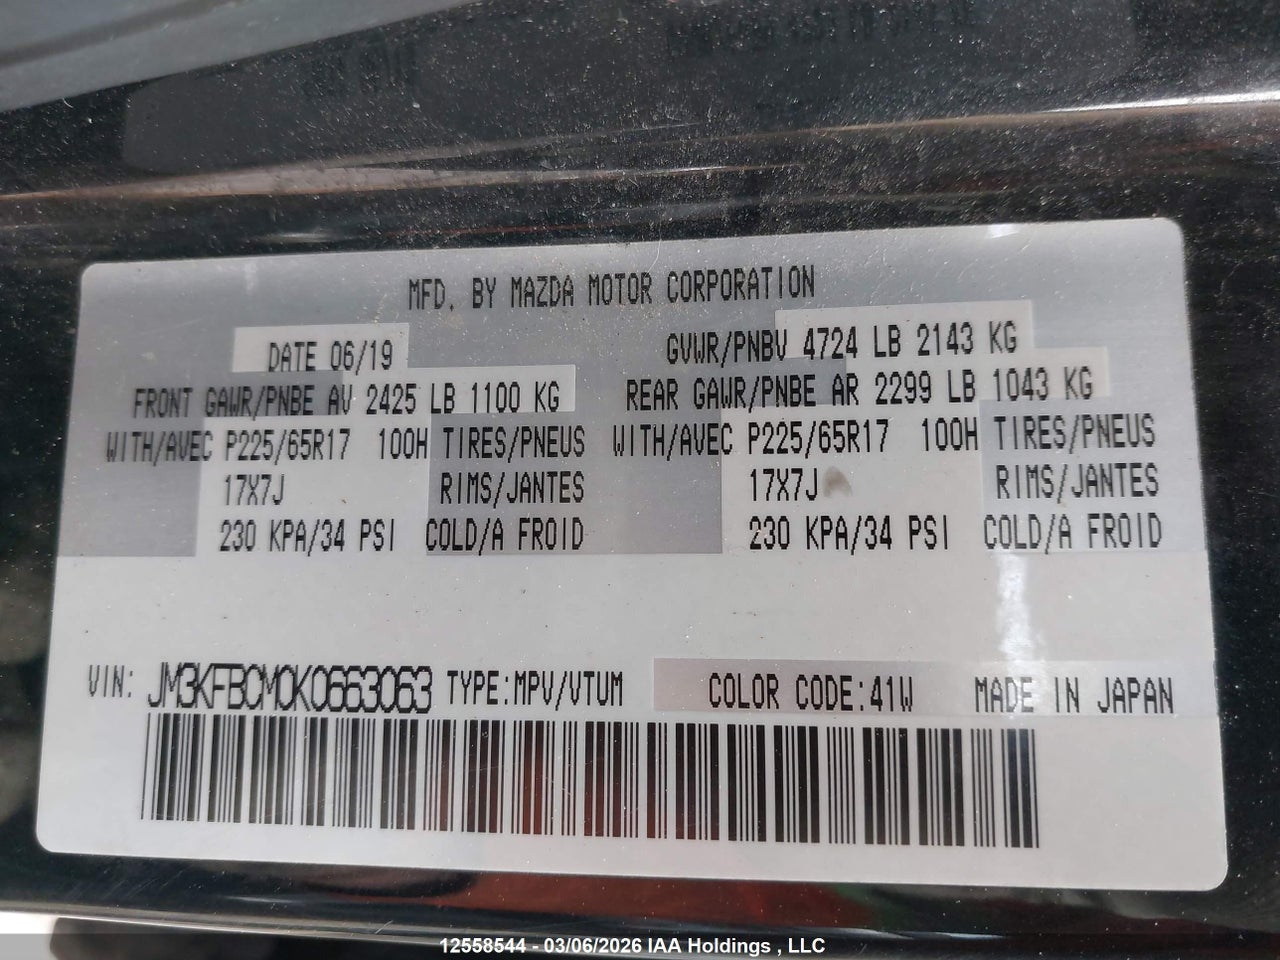 MFD. BY MAZDA MOTOR CORPORATION
DATE 06/19 GVWR/PNBV 4724 LB 2143 KG
FRONT GAWR/PNBE AV 2425 LB 1100 KG REAR GAWR/PNBE AR 2299 LB 1043 KG
WITH/AVEC P225/65R17 100H TIRES/PNEUS WITH/AVEC P225/65R17 100H TIRES/PNEUS
17X7J RIMS/JANTES 17X7J RIMS/JANTES
230 KPA/34 PSI COLD/A FROID 230 KPA/34 PSI COLD/A FROID
VIN: JM3KFBCM0K0663063 TYPE:MPV/VTUM COLOR CODE:41W MADE IN JAPAN
12558544 - 03/06/2026 IAA Holdings , LLC